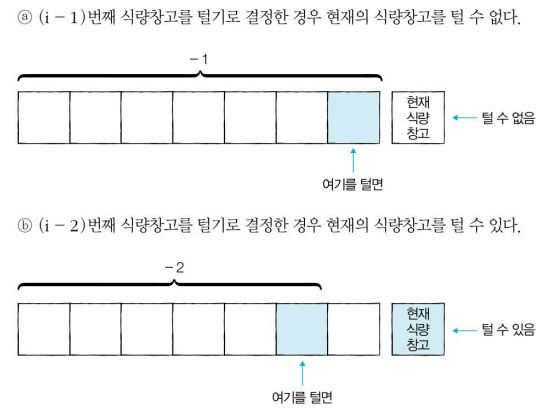 ⓐ (i − 1)번째 식량창고를 털기로 결정한 경우 현재의 식량창고를 털 수 없다.
−1
현재
식량
창고
털 수 없음
여기를 털면
ⓑ (i − 2)번째 식량창고를 털기로 결정한 경우 현재의 식량창고를 털 수 있다.
−2
현재
식량
창고
털 수 있음
여기를 털면